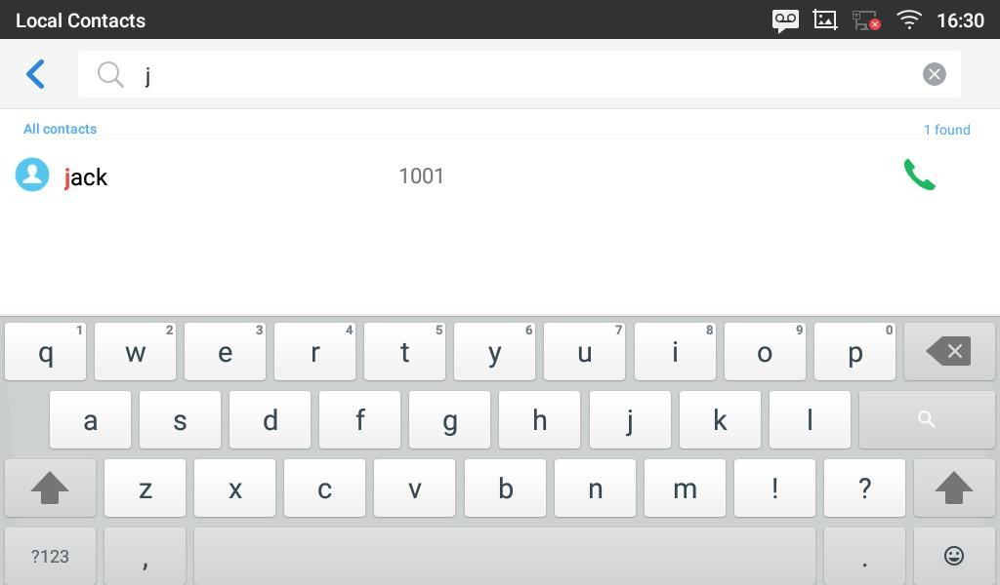 Local Contacts 16:30
j
All contacts 1 found
jack 1001
1 2 3 4 5 6 7 8 9 0
q w e r t y u i o p
a s d f g h j k l
z x c v b n m ! ?
?123 , .